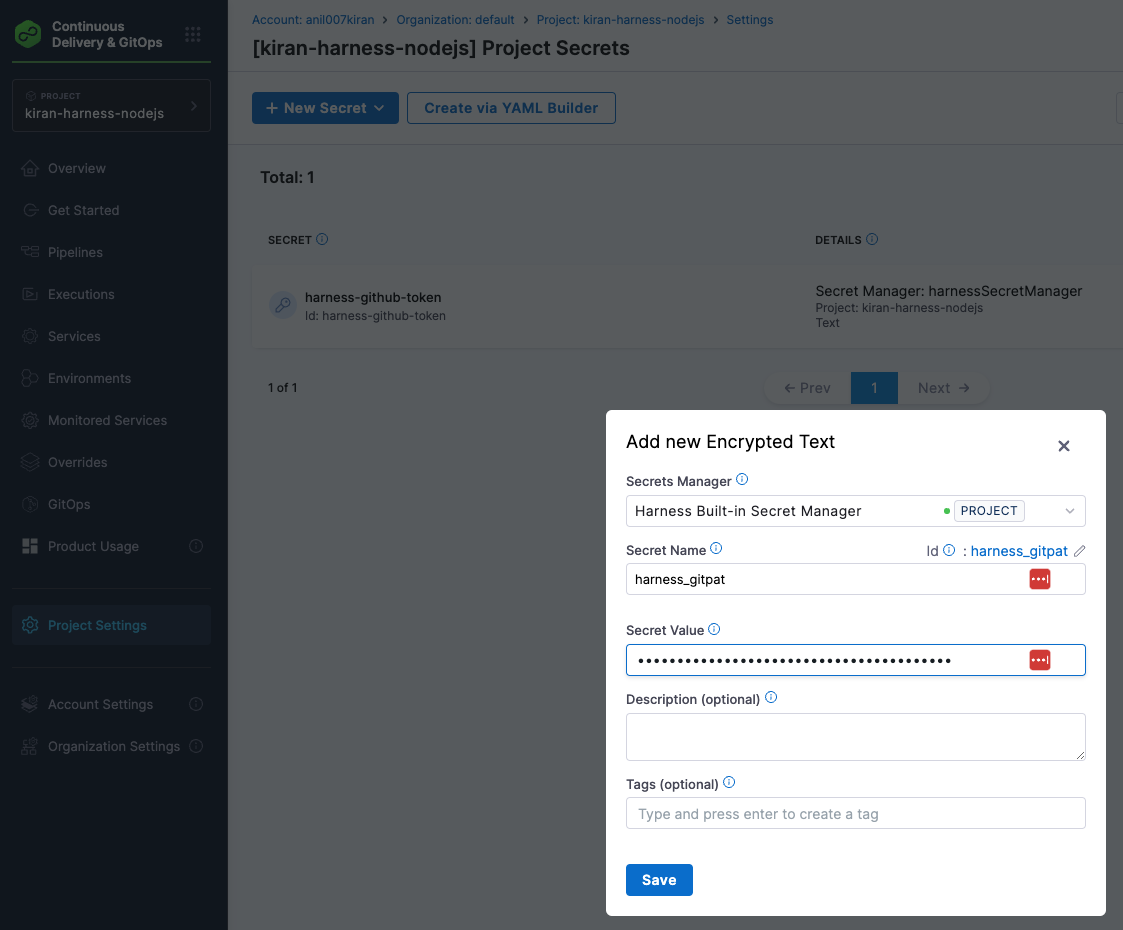 Continuous
Delivery & GitOps
PROJECT
kiran-harness-nodejs
Overview
Get Started
Pipelines
Executions
Services
Environments
Monitored Services
Overrides
GitOps
Product Usage
Project Settings
Account Settings
Organization Settings
Account: anil007kiran > Organization: default > Project: kiran-harness-nodejs > Settings
[kiran-harness-nodejs] Project Secrets
+ New Secret
Create via YAML Builder
Total: 1
SECRET
DETAILS
harness-github-token
Id: harness-github-token
Secret Manager: harnessSecretManager
Project: kiran-harness-nodejs
Text
1 of 1
← Prev 1 Next →
Add new Encrypted Text
Secrets Manager
Harness Built-in Secret Manager PROJECT
Secret Name Id : harness_gitpat
harness_gitpat
Secret Value
••••••••••••••••••••••••••••••••••••••••
Description (optional)
Tags (optional)
Type and press enter to create a tag
Save